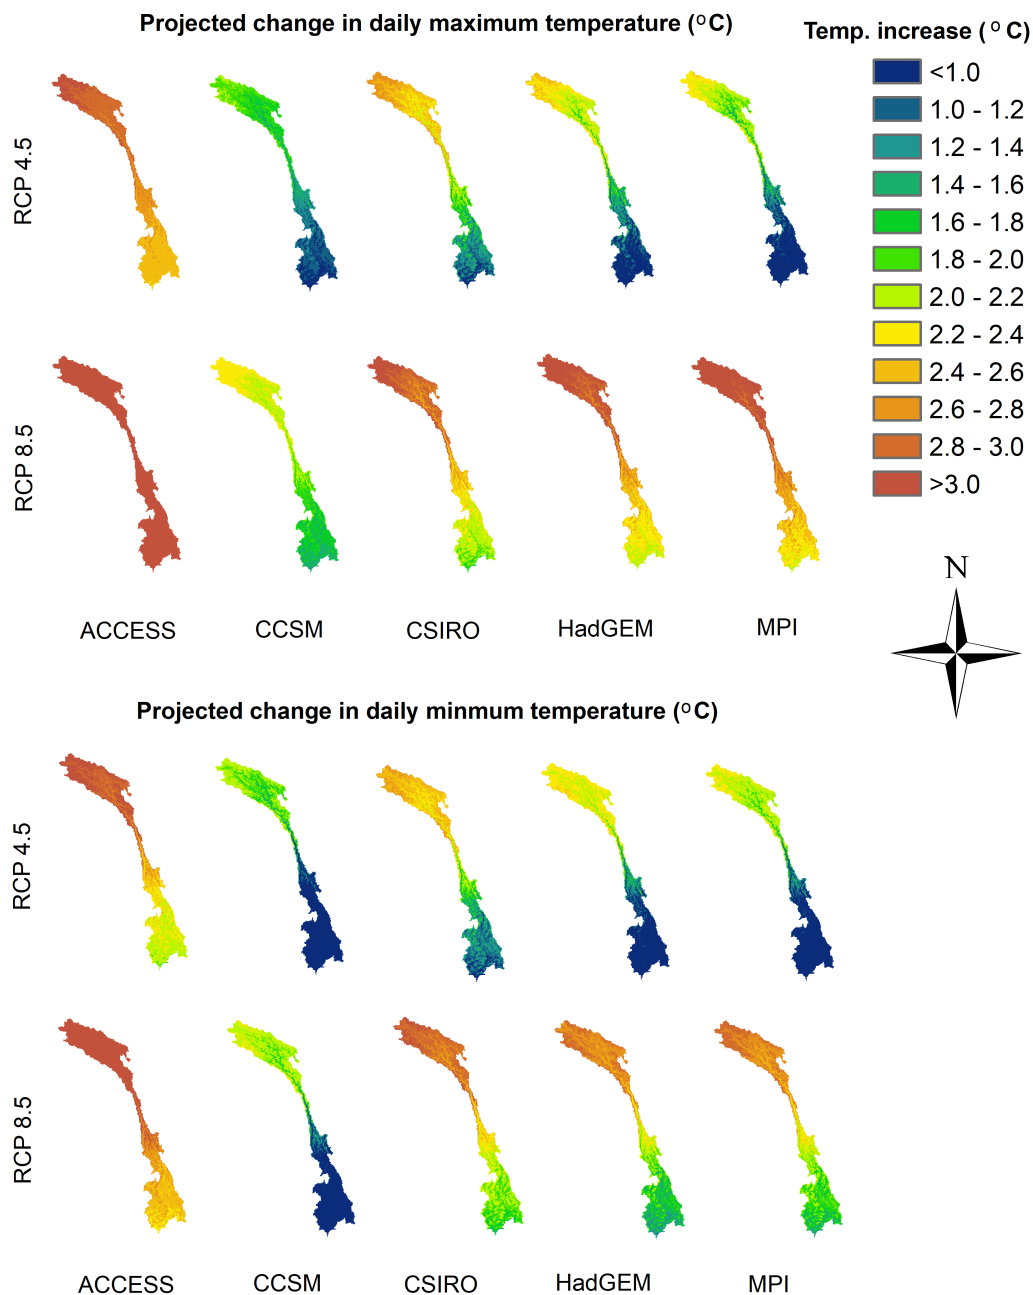 Projected change in daily maximum temperature (°C)
Temp. increase (°C)
<1.0
1.0 - 1.2
1.2 - 1.4
1.4 - 1.6
1.6 - 1.8
1.8 - 2.0
2.0 - 2.2
2.2 - 2.4
2.4 - 2.6
2.6 - 2.8
2.8 - 3.0
>3.0
RCP 4.5
RCP 8.5
ACCESS CCSM CSIRO HadGEM MPI
N
Projected change in daily minmum temperature (°C)
RCP 4.5
RCP 8.5
ACCESS CCSM CSIRO HadGEM MPI